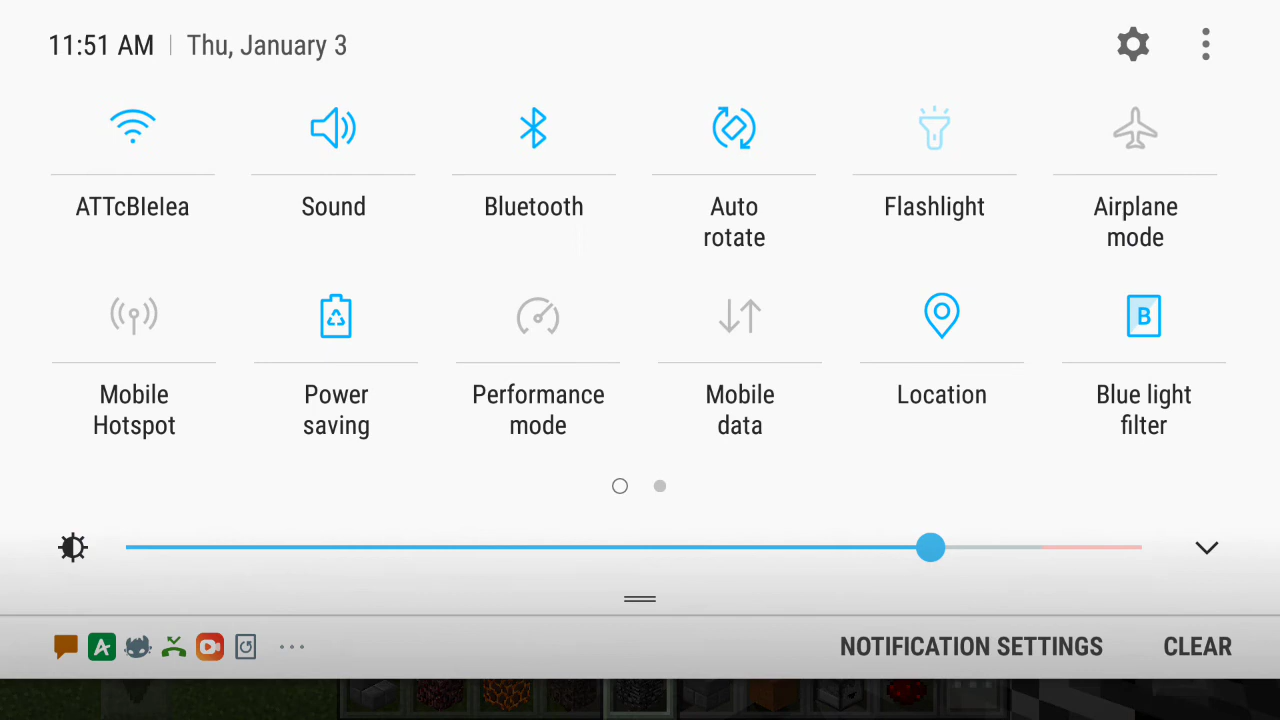 11:51 AM | Thu, January 3
ATTcBIeIea
Sound
Bluetooth
Auto
rotate
Flashlight
Airplane
mode
Mobile
Hotspot
Power
saving
Performance
mode
Mobile
data
Location
B
Blue light
filter
A
NOTIFICATION SETTINGS
CLEAR